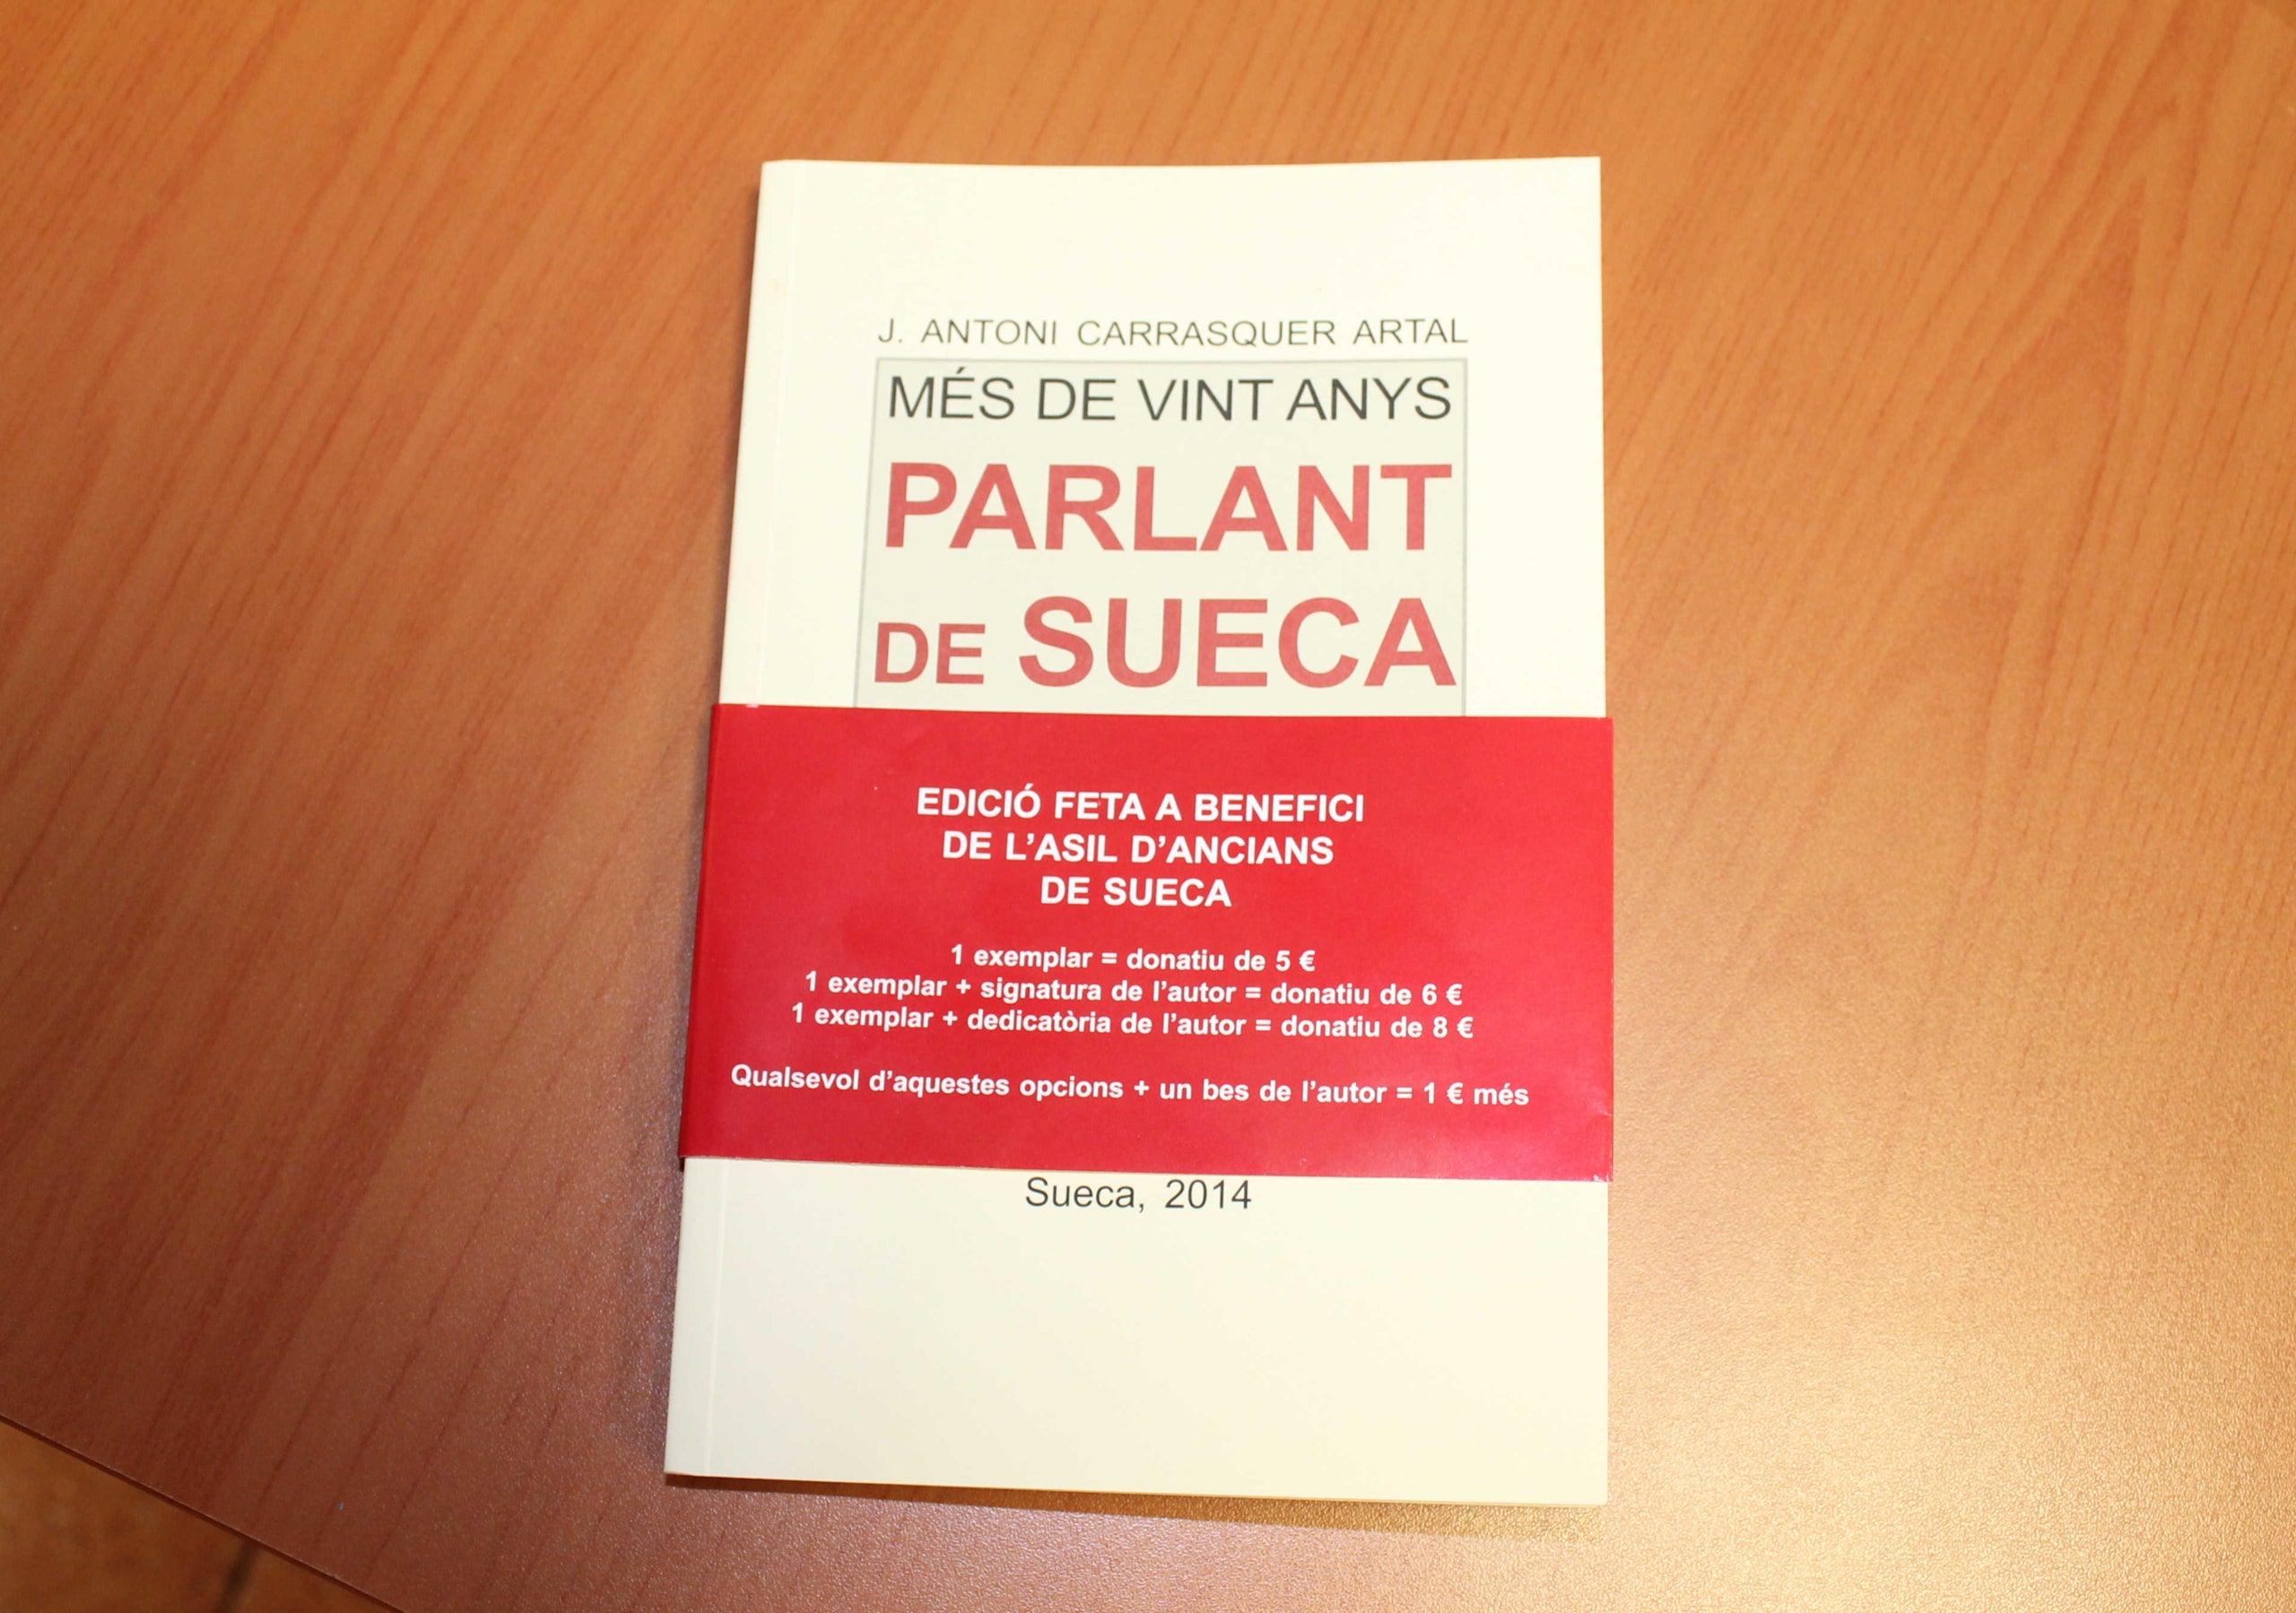 J. ANTONI CARRASQUER ARTAL
MÉS DE VINT ANYS
PARLANT
DE SUECA
EDICIÓ FETA A BENEFICI
DE L'ASIL D'ANCIANS
DE SUECA
1 exemplar = donatiu de 5 €
1 exemplar + signatura de l'autor = donatiu de 6 €
1 exemplar + dedicatòria de l'autor = donatiu de 8 €
Qualsevol d'aquestes opcions + un bes de l'autor = 1 € més
Sueca, 2014